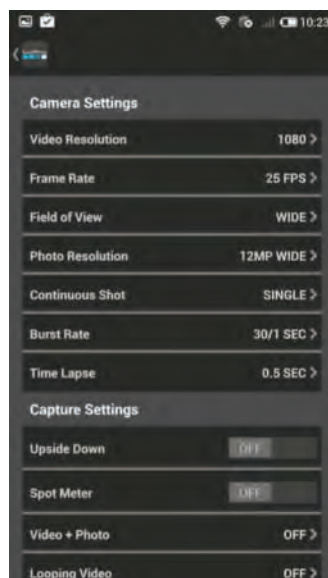 10:23
Camera Settings
Video Resolution 1080 >
Frame Rate 25 FPS >
Field of View WIDE >
Photo Resolution 12MP WIDE >
Continuous Shot SINGLE >
Burst Rate 30/1 SEC >
Time Lapse 0.5 SEC >
Capture Settings
Upside Down OFF
Spot Meter OFF
Video + Photo OFF >
Looping Video OFF >